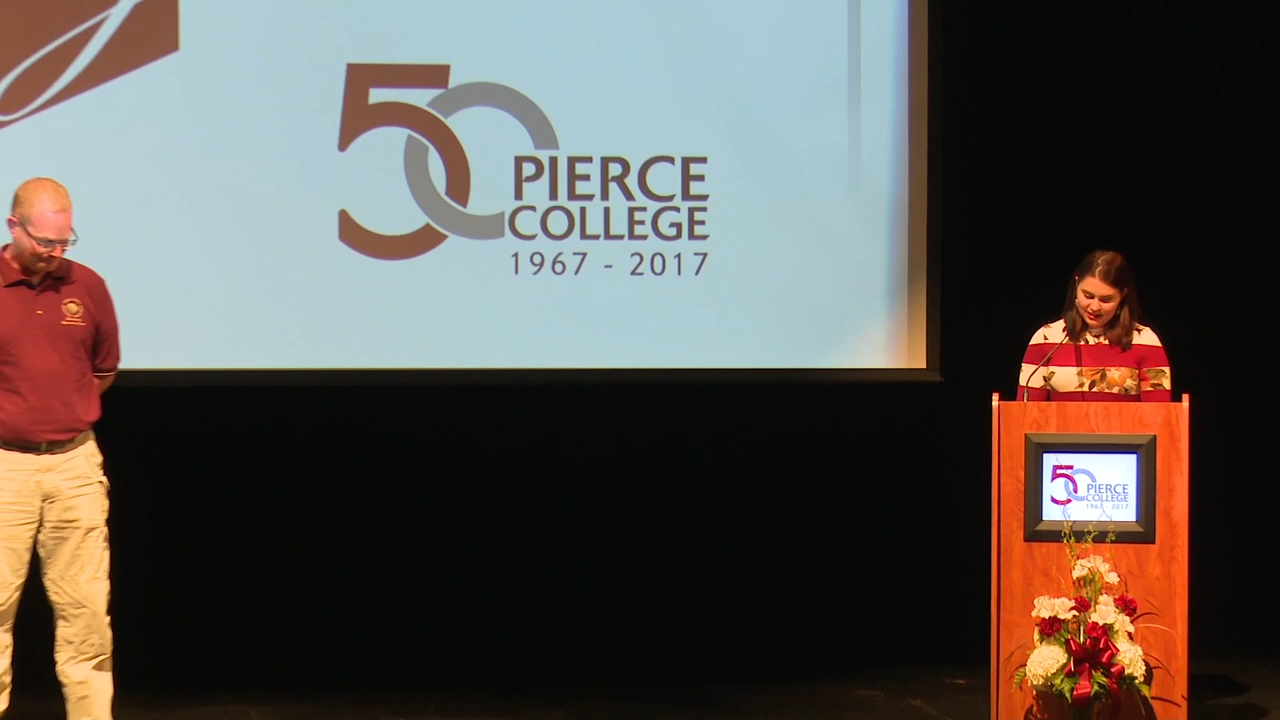 50
PIERCE
COLLEGE
1967 - 2017
50 PIERCE
COLLEGE
1967 - 2017